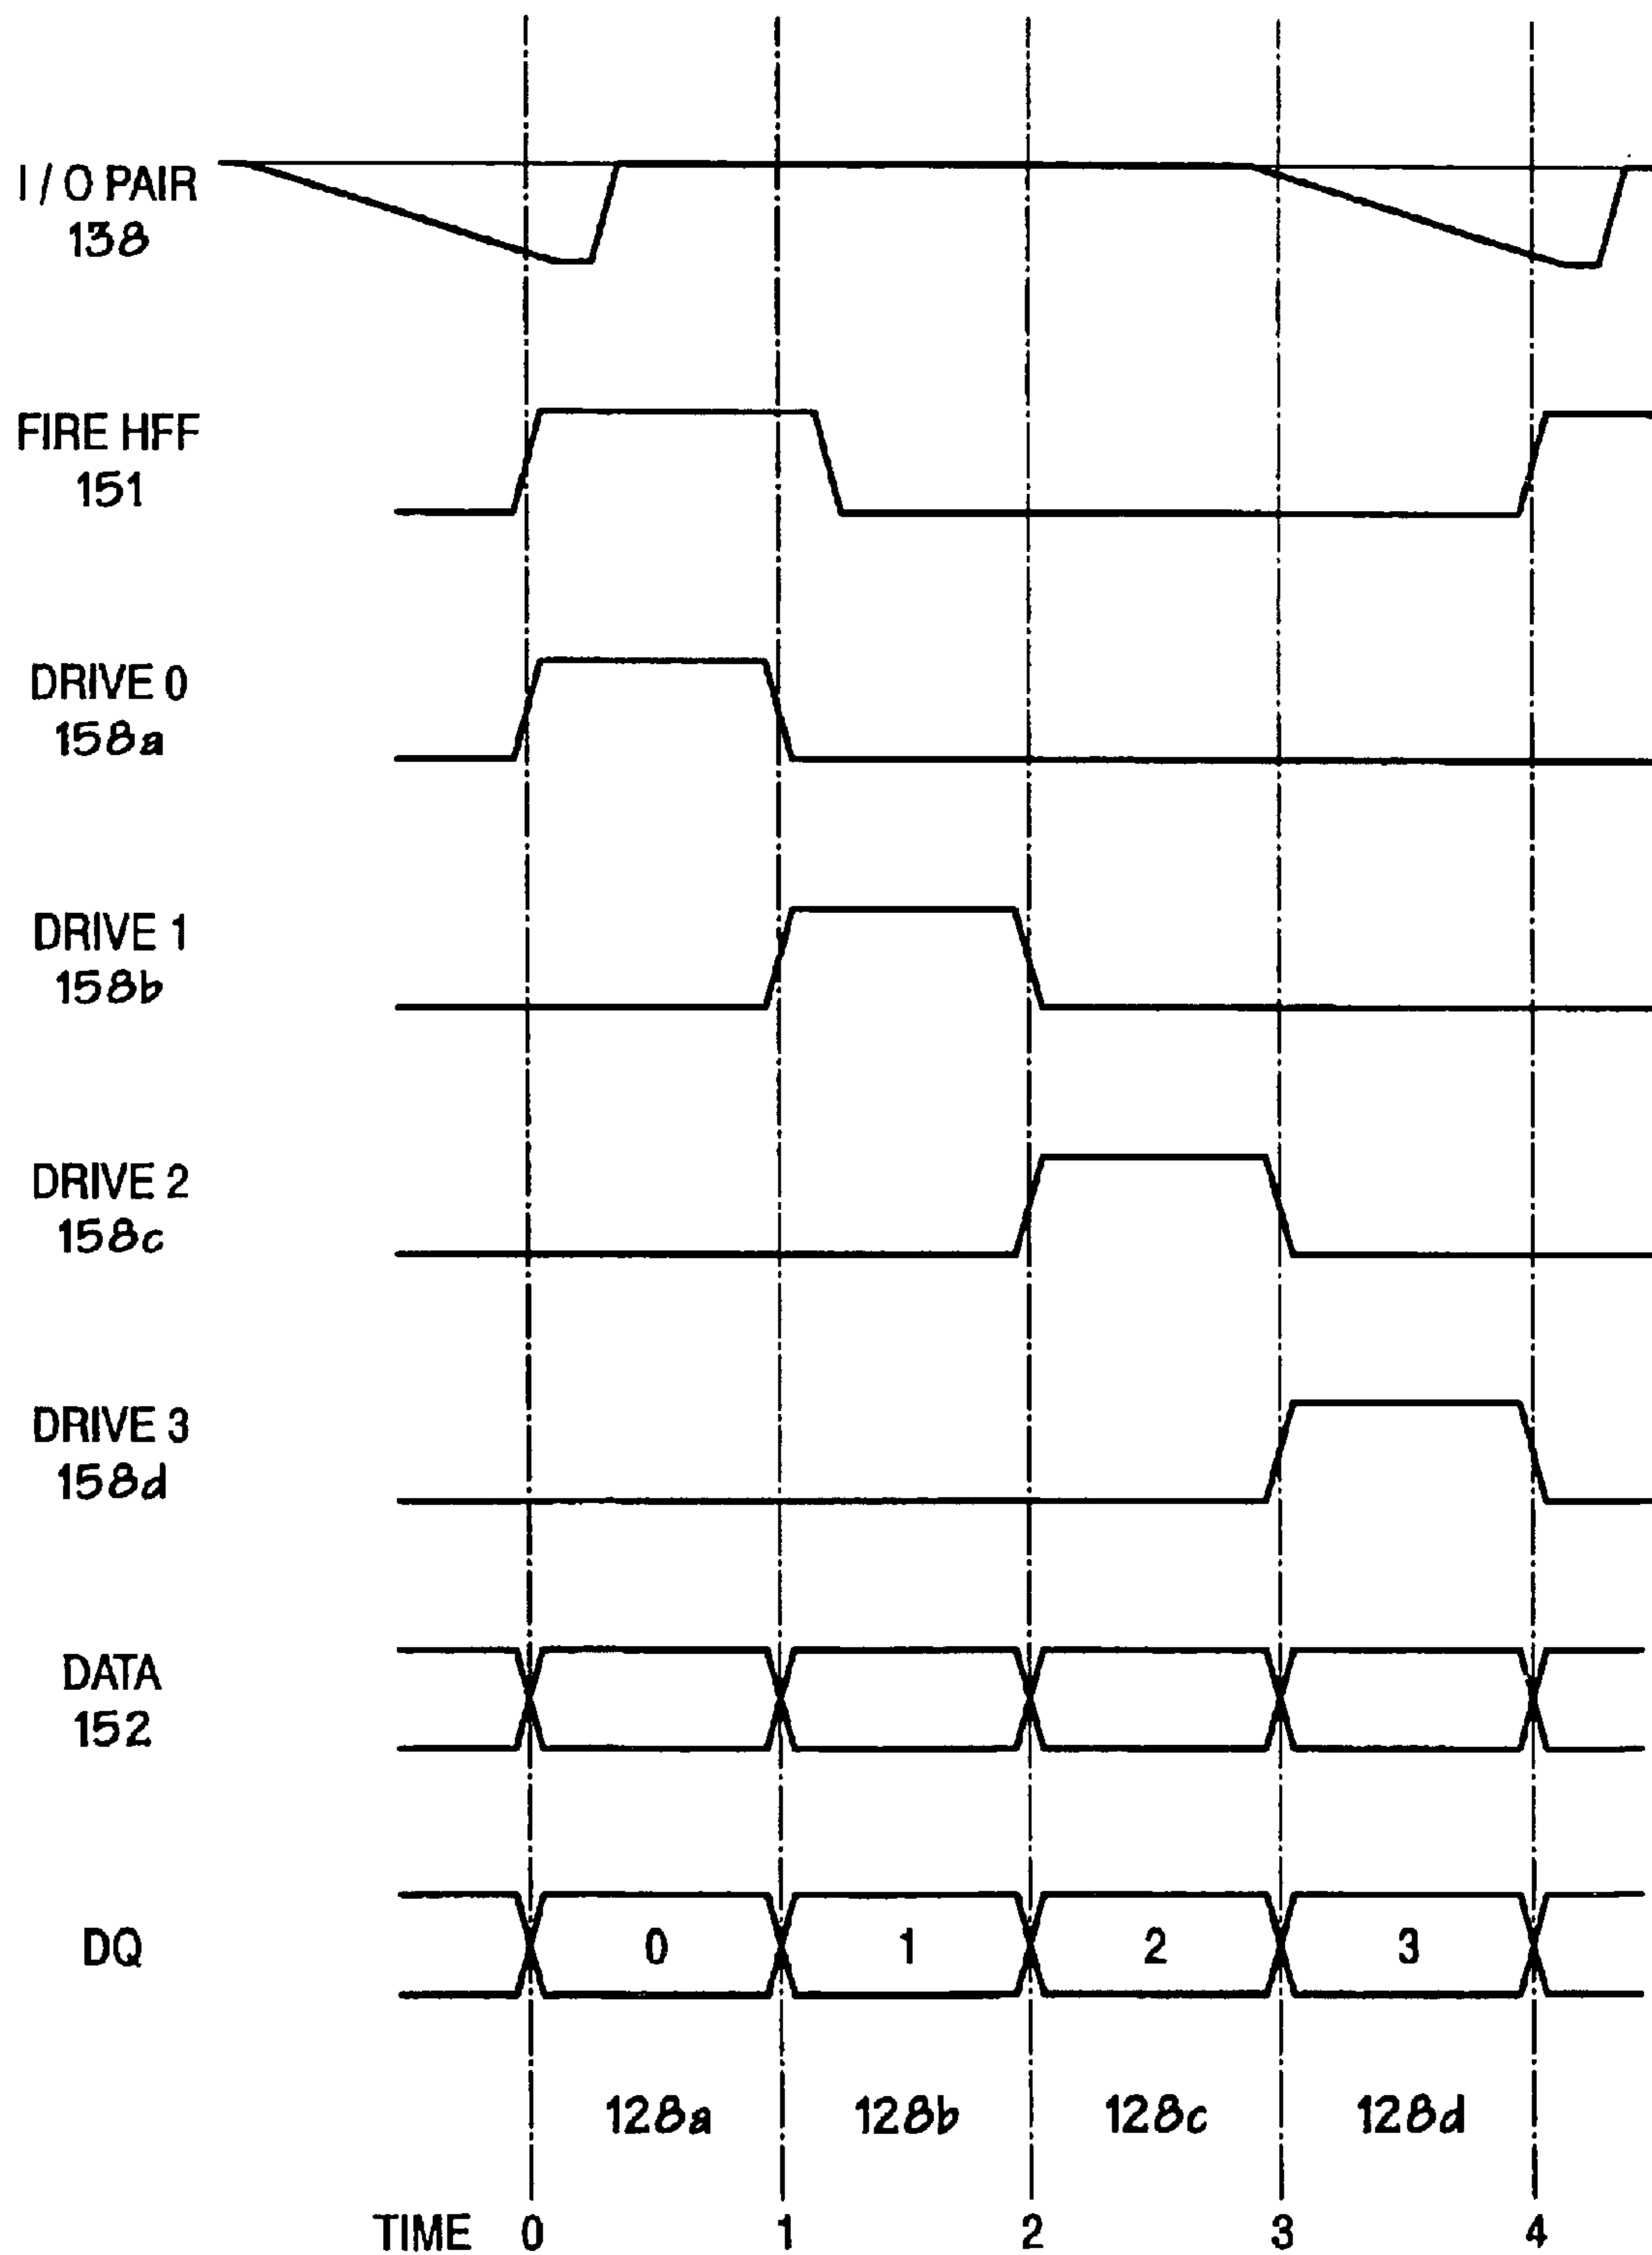 I / O PAIR
138
FIRE HFF
151
DRIVE 0
158a
DRIVE 1
158b
DRIVE 2
158c
DRIVE 3
158d
DATA
152
DQ 0 1 2 3
128a 128b 128c 128d
TIME 0 1 2 3 4